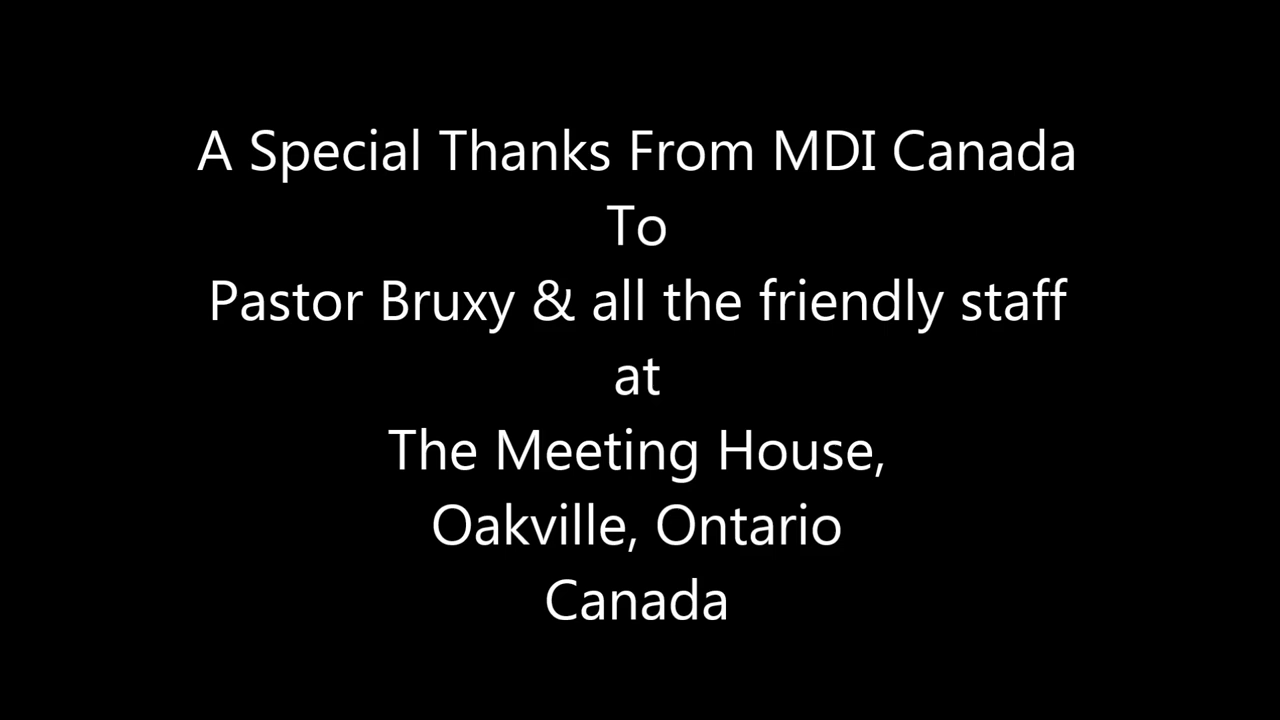 A Special Thanks From MDI Canada
To
Pastor Bruxy & all the friendly staff
at
The Meeting House,
Oakville, Ontario
Canada